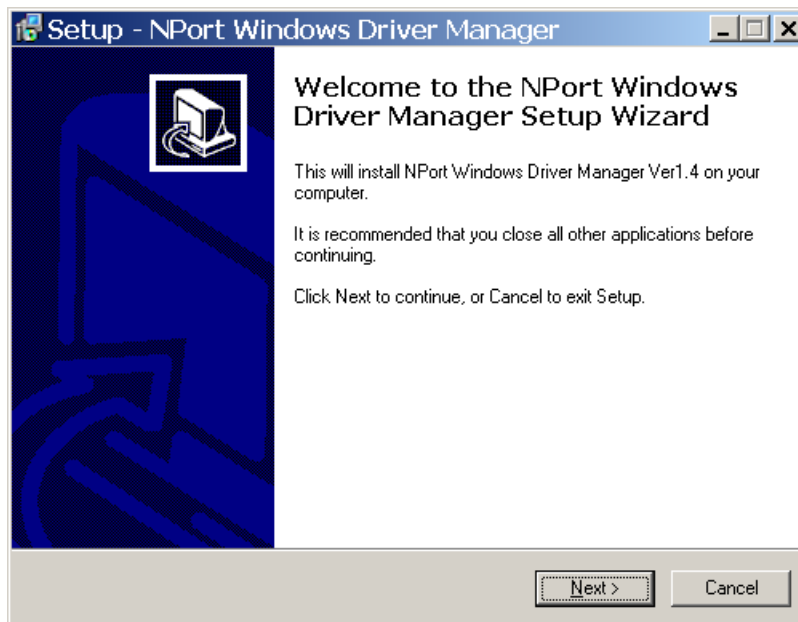 Setup - NPort Windows Driver Manager
Welcome to the NPort Windows
Driver Manager Setup Wizard
This will install NPort Windows Driver Manager Ver1.4 on your
computer.
It is recommended that you close all other applications before
continuing.
Click Next to continue, or Cancel to exit Setup.
Next >
Cancel